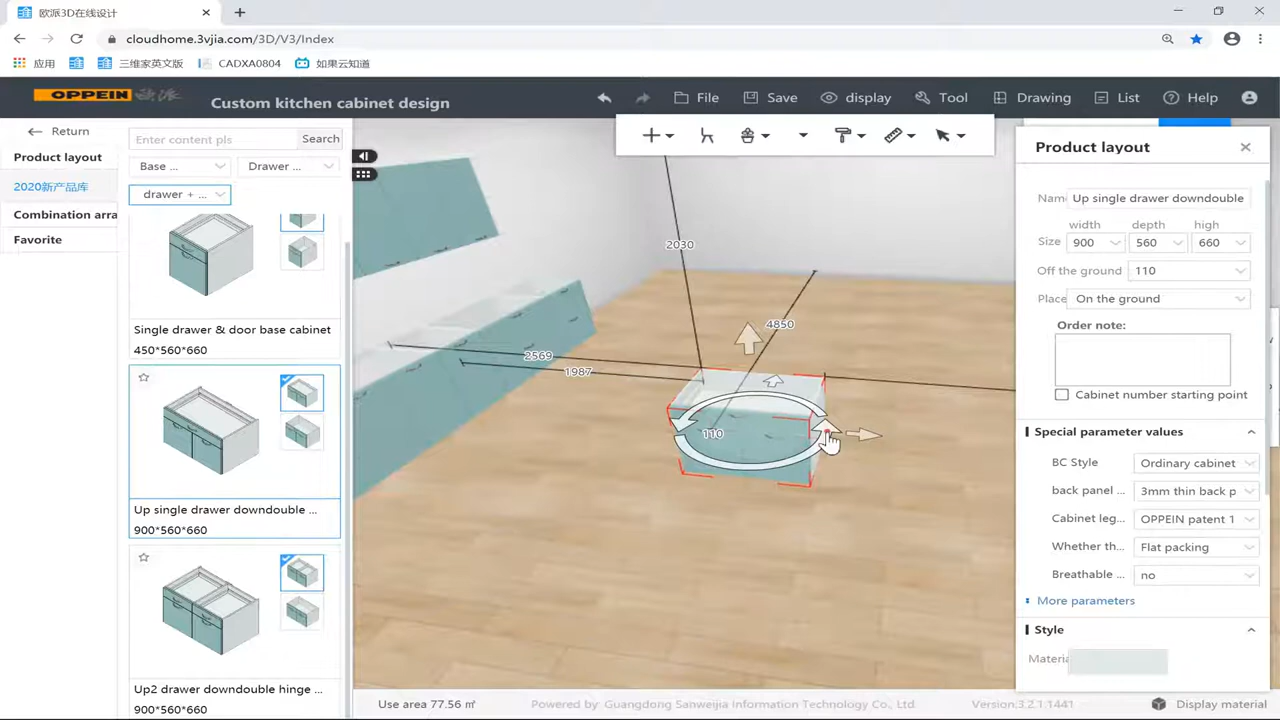 欧派3D在线设计
cloudhome.3vjia.com/3D/V3/Index
应用
三维家英文版
CADXA0804
如果云知道
OPPEIN 欧派
Custom kitchen cabinet design
File
Save
display
Tool
Drawing
List
Help
Return
Enter content pls
Search
Product layout
Base ...
Drawer ...
2020新产品库
drawer + ...
Combination arra
Favorite
Single drawer & door base cabinet
450*560*660
Up single drawer downdouble ...
900*560*660
Up2 drawer downdouble hinge ...
900*560*660
2030
4850
2569
1987
110
Product layout
Name
Up single drawer downdouble
width
depth
high
Size
900
560
660
Off the ground
110
Place
On the ground
Order note:
Cabinet number starting point
Special parameter values
BC Style
Ordinary cabinet
back panel ...
3mm thin back p
Cabinet leg...
OPPEIN patent 1
Whether th...
Flat packing
Breathable ...
no
More parameters
Style
Materia
Use area 77.56 ㎡
Powered by: Guangdong Sanweijia Information Technology Co., Ltd.
Version:3.2.1.1441
Display material